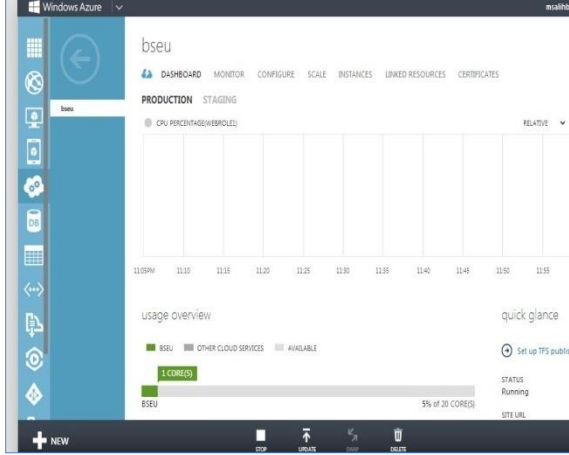 Windows Azure
msalihb
bseu
bseu
DASHBOARD MONITOR CONFIGURE SCALE INSTANCES LINKED RESOURCES CERTIFICATES
PRODUCTION STAGING
CPU PERCENTAGE(WEBROLE1)
RELATIVE
11:05PM 11:10 11:15 11:20 11:25 11:30 11:35 11:40 11:45 11:50 11:55
usage overview
quick glance
BSEU OTHER CLOUD SERVICES AVAILABLE
Set up TFS publis
1 CORE(S)
STATUS
Running
BSEU
5% of 20 CORE(S)
SITE URL
NEW
STOP UPDATE SWAP DELETE
DB